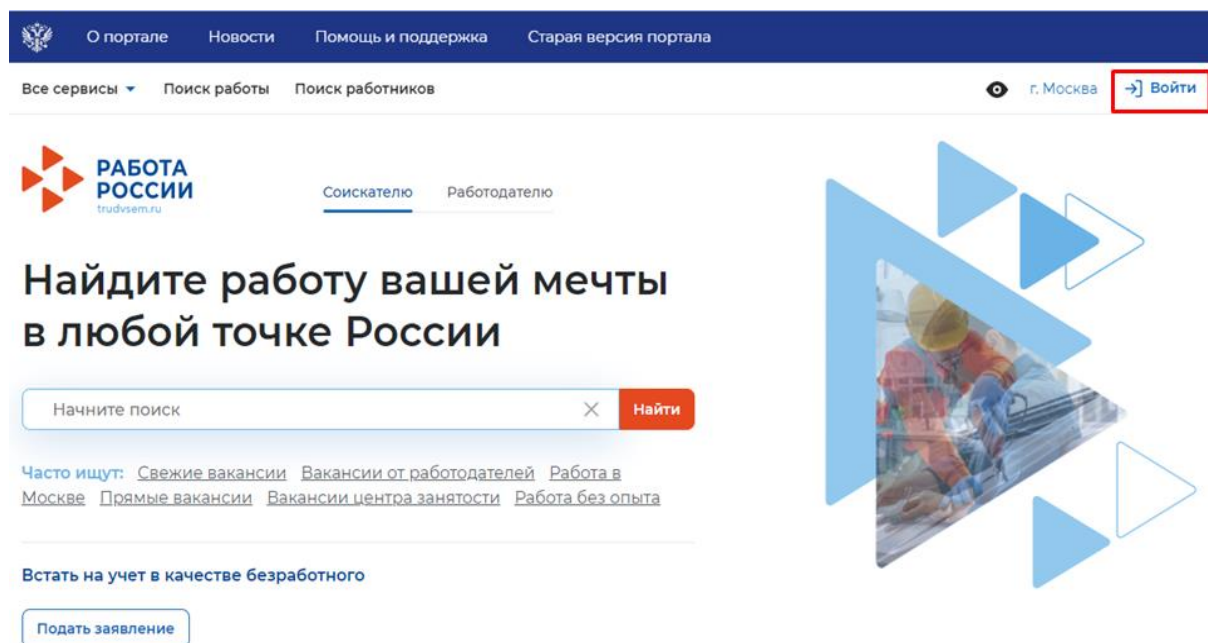 О портале Новости Помощь и поддержка Старая версия портала
Все сервисы Поиск работы Поиск работников г. Москва Войти
РАБОТА
РОССИИ
trudvsem.ru
Соискателю Работодателю
Найдите работу вашей мечты
в любой точке России
Начните поиск Найти
Часто ищут: Свежие вакансии Вакансии от работодателей Работа в
Москве Прямые вакансии Вакансии центра занятости Работа без опыта
Встать на учет в качестве безработного
Подать заявление